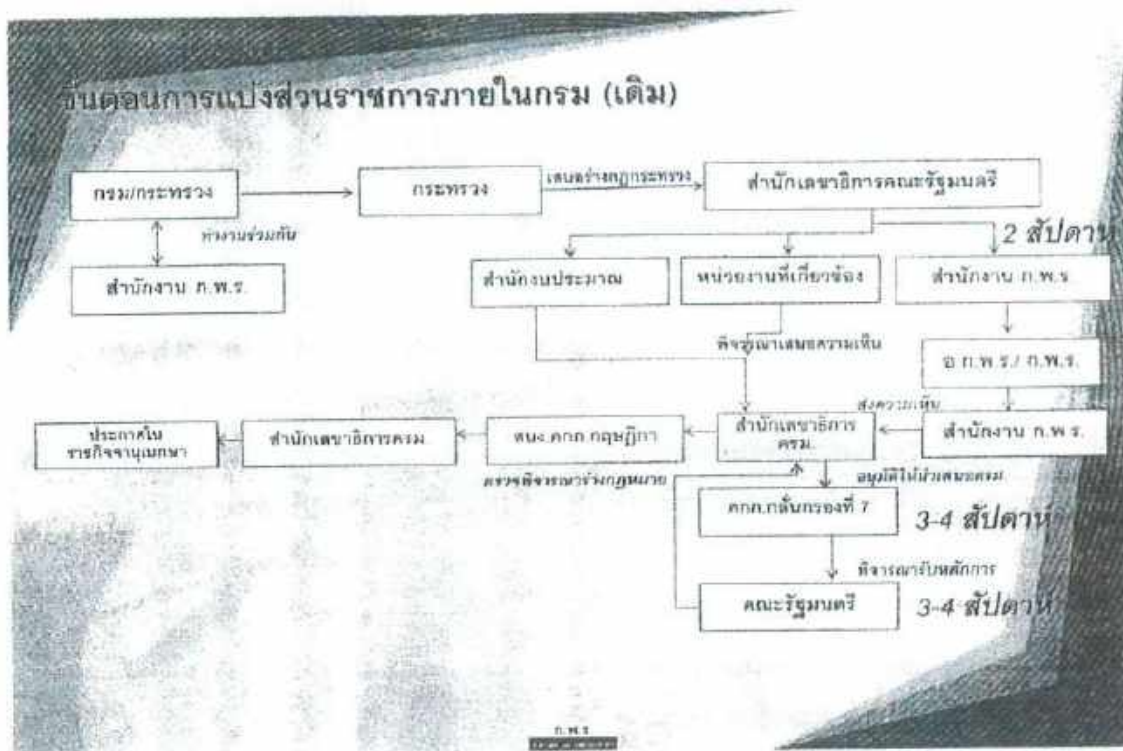 ขั้นตอนการแบ่งส่วนราชการภายในกรม (เดิม)
กรม/กระทรวง
กระทรวง
เสนอร่างกฎกระทรวง
สำนักเลขาธิการคณะรัฐมนตรี
ทำงานร่วมกัน
สำนักงาน ก.พ.ร.
2 สัปดาห์
สำนักงบประมาณ
หน่วยงานที่เกี่ยวข้อง
สำนักงาน ก.พ.ร
พิจารณาเสนอความเห็น
อ ก.พ.ร./ ก.พ.ร.
ส่งความเห็น
ประกาศใน
ราชกิจจานุเบกษา
สำนักเลขาธิการครม
สนง.คกก.กฤษฎีกา
สำนักเลขาธิการ
ครม.
สำนักงาน ก.พ.ร.
ตรวจพิจารณาร่างกฎหมาย
อนุมัติให้นำเสนอครม
คกก.กลั่นกรองที่ 7
3-4 สัปดาห์
พิจารณารับหลักการ
คณะรัฐมนตรี
3-4 สัปดาห์
ก.พ.ร